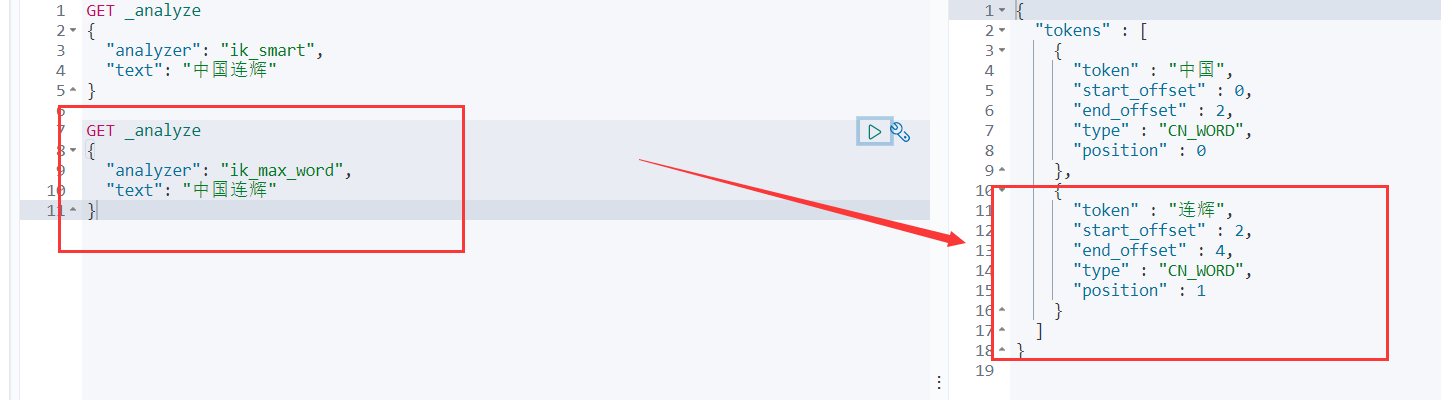 1 GET _analyze
2 {
3 "analyzer": "ik_smart",
4 "text": "中国连辉"
5 }
6
7 GET _analyze
8 {
9 "analyzer": "ik_max_word",
10 "text": "中国连辉"
11 }
1 {
2 "tokens" : [
3 {
4 "token" : "中国",
5 "start_offset" : 0,
6 "end_offset" : 2,
7 "type" : "CN_WORD",
8 "position" : 0
9 },
10 {
11 "token" : "连辉",
12 "start_offset" : 2,
13 "end_offset" : 4,
14 "type" : "CN_WORD",
15 "position" : 1
16 }
17 ]
18 }
19